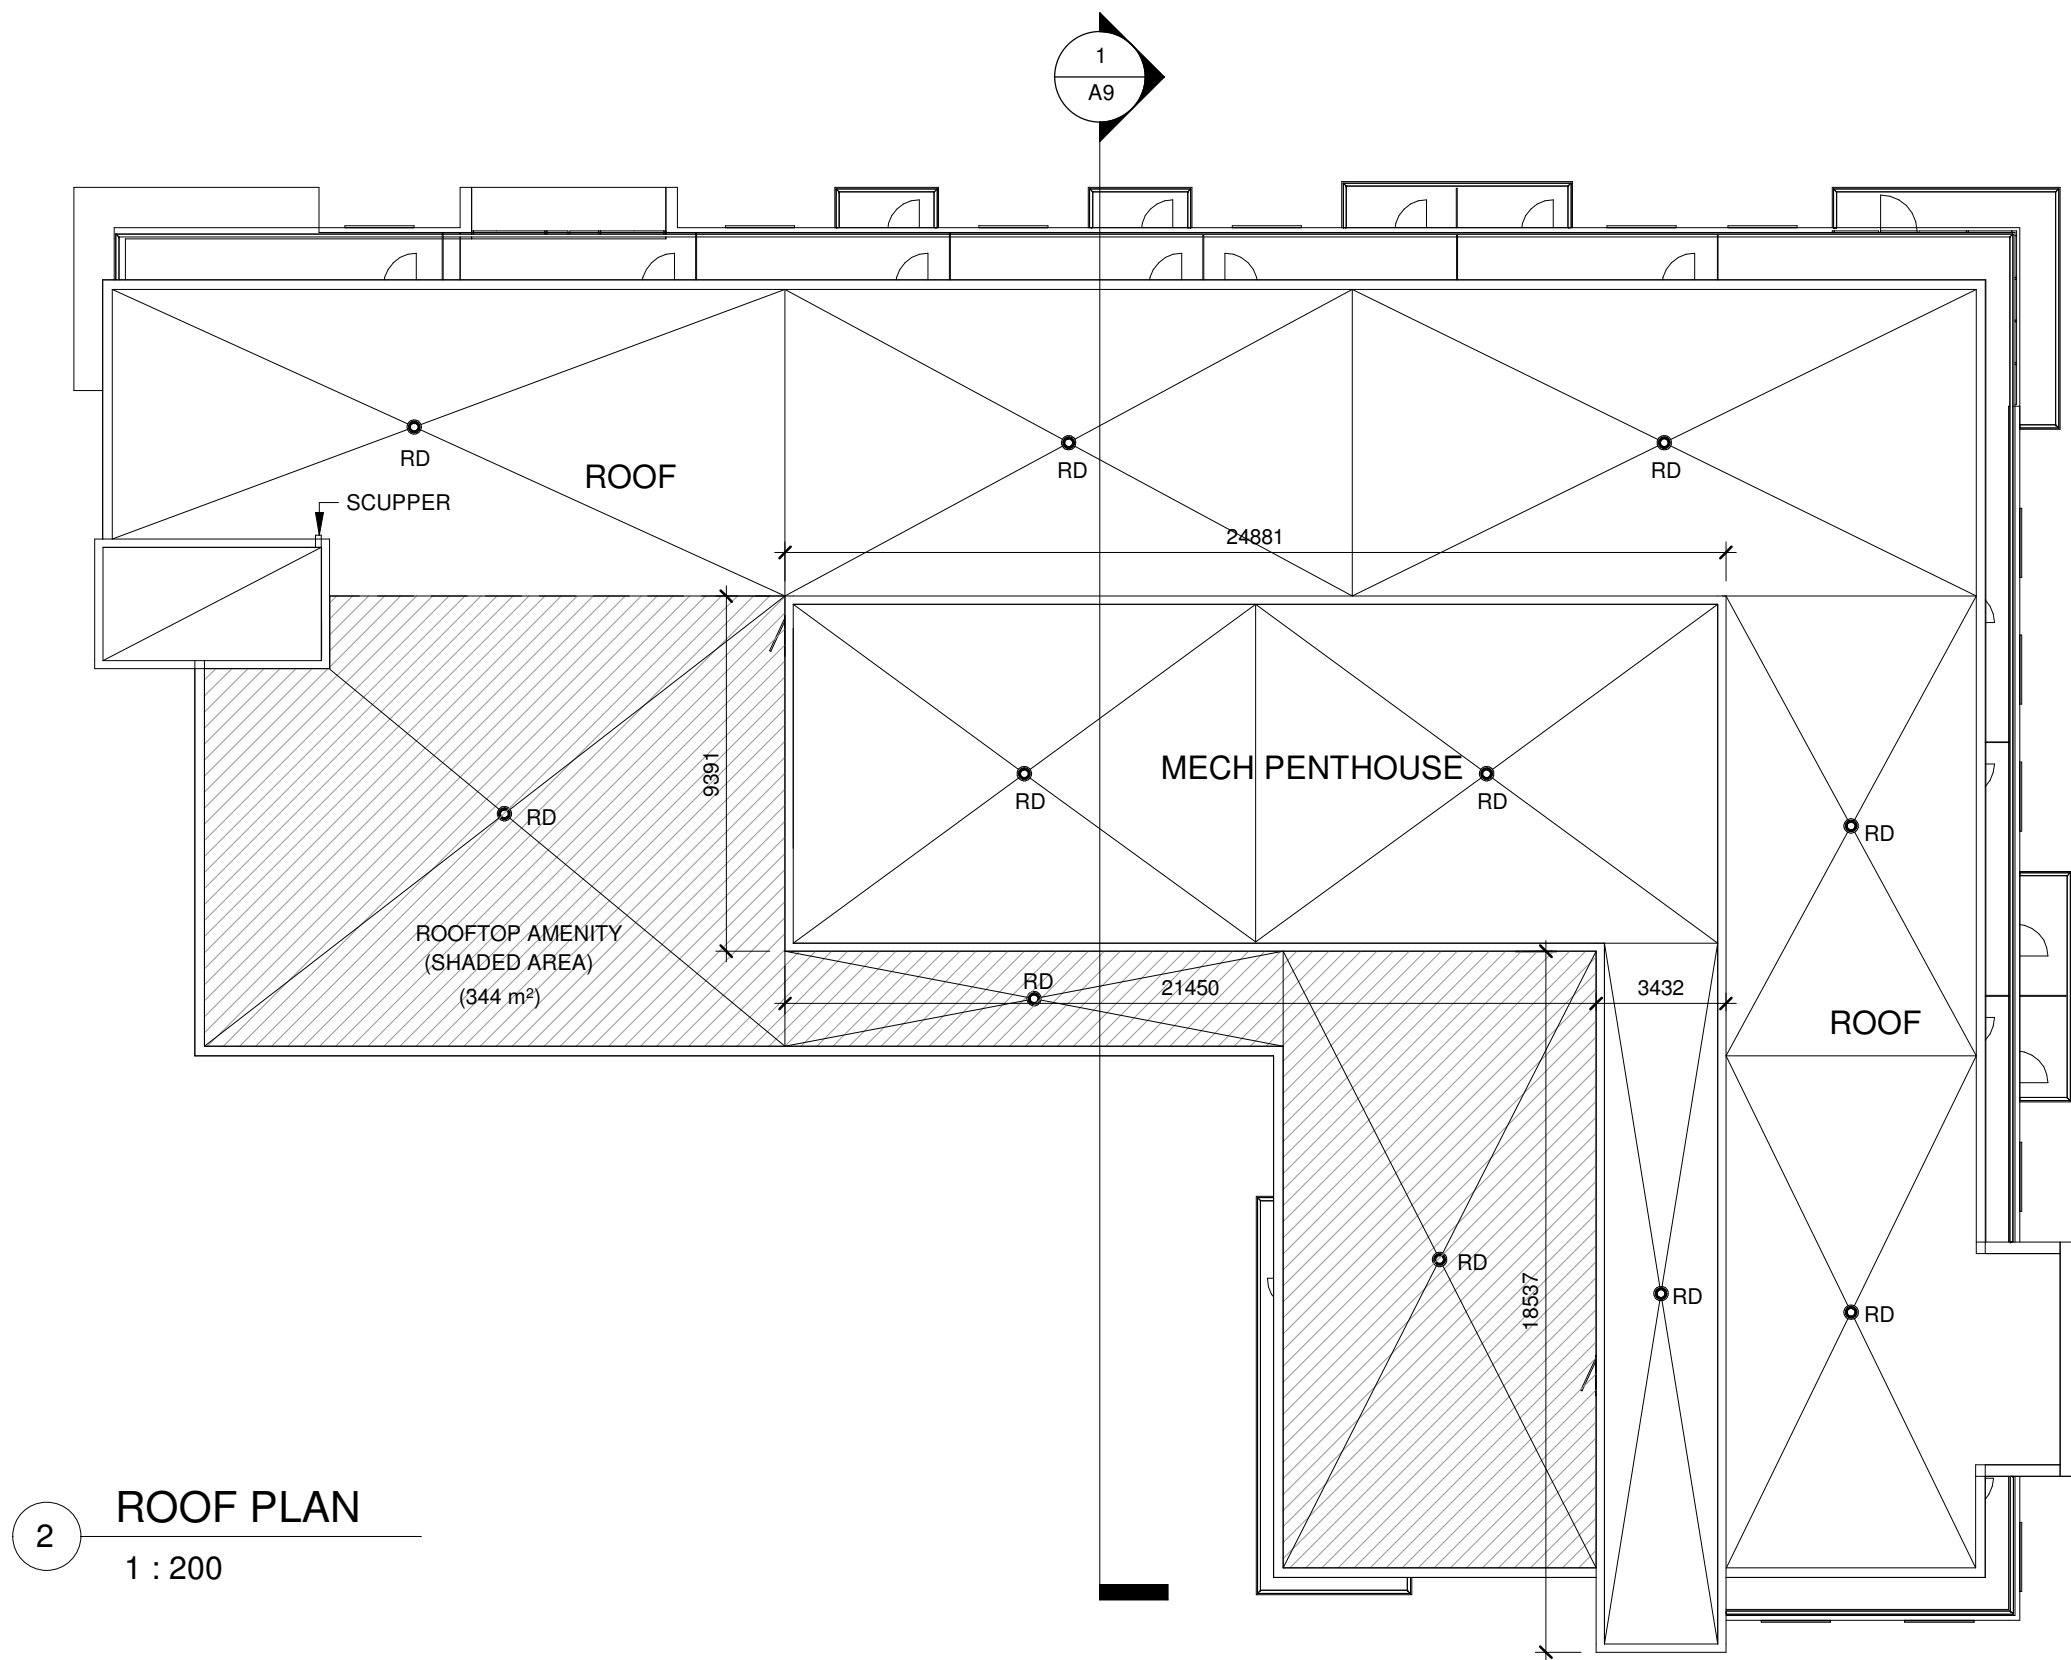 1
A9
RD
ROOF
RD
RD
SCUPPER
24881
9391
MECH PENTHOUSE
RD
RD
RD
RD
ROOFTOP AMENITY
(SHADED AREA)
(344 m²)
RD
21450
3432
ROOF
RD
18537
RD
RD
2
ROOF PLAN
1 : 200